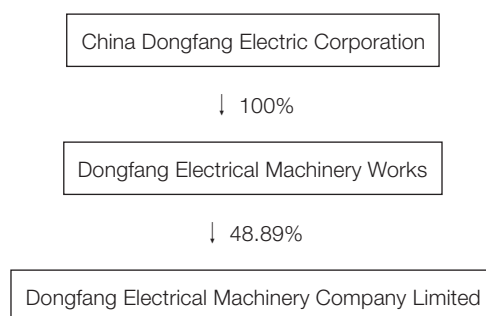 China Dongfang Electric Corporation
↓ 100%
Dongfang Electrical Machinery Works
↓ 48.89%
Dongfang Electrical Machinery Company Limited